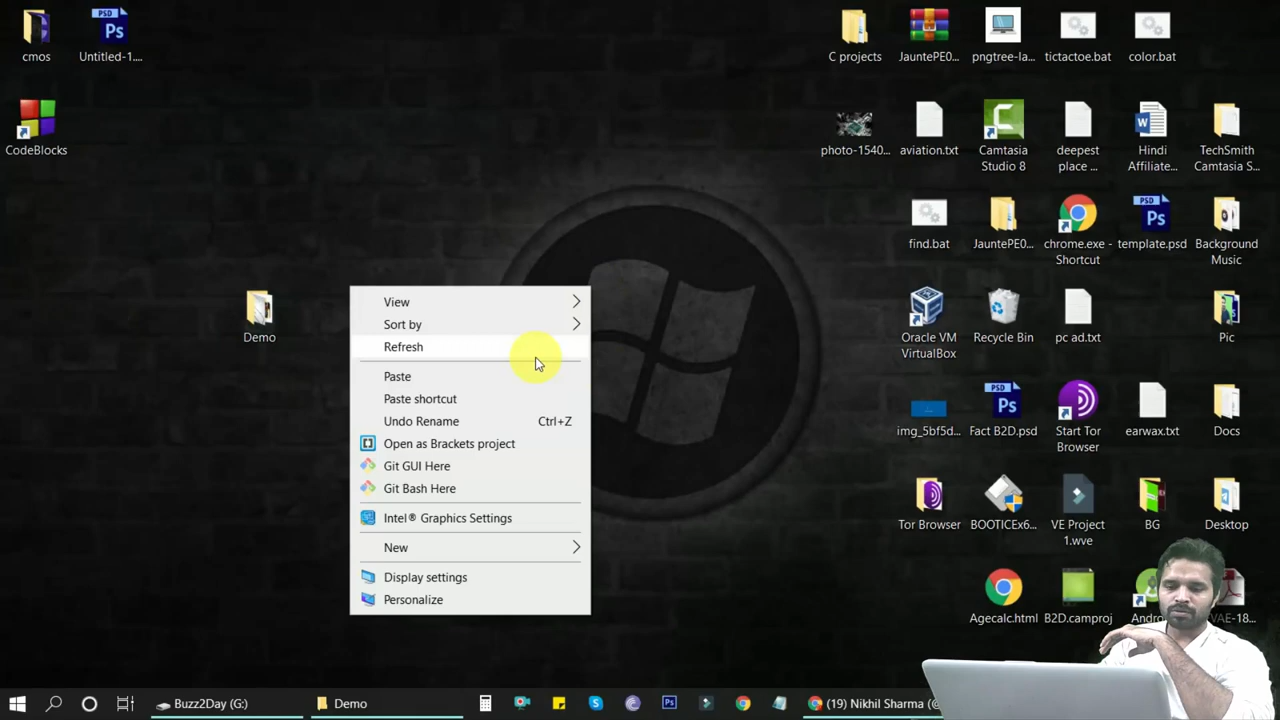 cmos
Untitled-1....
C projects
JauntePE0...
pngtree-la...
tictactoe.bat
color.bat
CodeBlocks
photo-1540...
aviation.txt
Camtasia
Studio 8
deepest
place ...
Hindi
Affiliate...
TechSmith
Camtasia S...
find.bat
JauntePE0...
chrome.exe -
Shortcut
template.psd
Background
Music
Demo
Oracle VM
VirtualBox
Recycle Bin
pc ad.txt
Pic
img_5bf5d...
Fact B2D.psd
Start Tor
Browser
earwax.txt
Docs
Tor Browser
BOOTICEx6...
VE Project
1.wve
BG
Desktop
Agecalc.html
B2D.camproj
View
Sort by
Refresh
Paste
Paste shortcut
Undo Rename Ctrl+Z
Open as Brackets project
Git GUI Here
Git Bash Here
Intel® Graphics Settings
New
Display settings
Personalize
Buzz2Day (G:)
Demo
(19) Nikhil Sharma (@